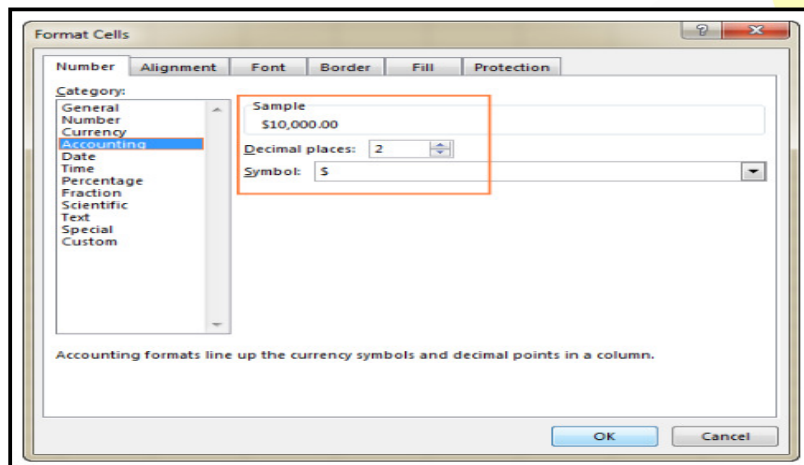 Format Cells
Number Alignment Font Border Fill Protection
Category:
General
Number
Currency
Accounting
Date
Time
Percentage
Fraction
Scientific
Text
Special
Custom
Sample
$10,000.00
Decimal places: 2
Symbol: $
Accounting formats line up the currency symbols and decimal points in a column.
OK Cancel